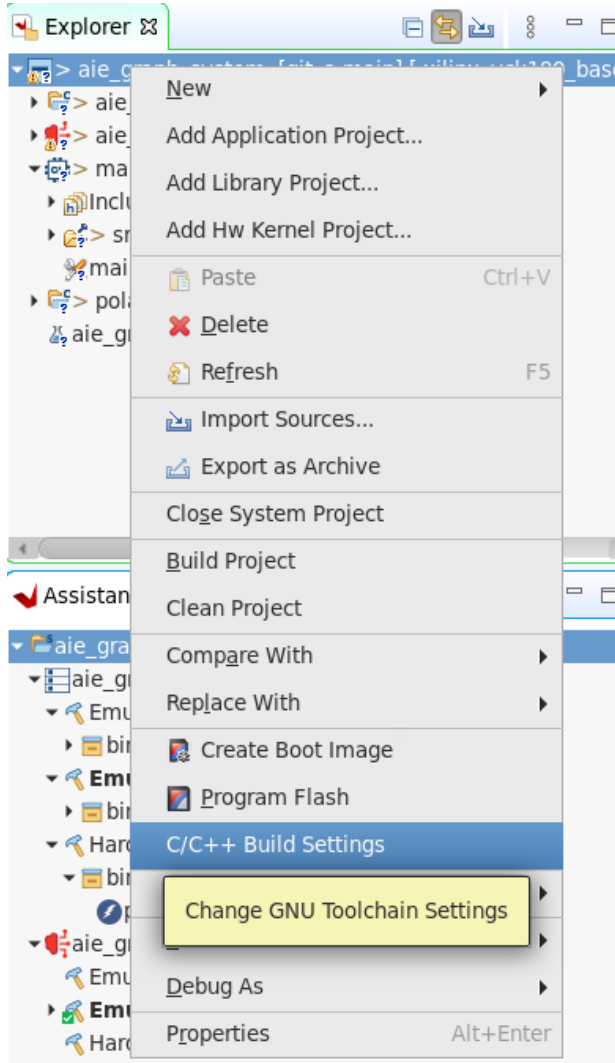 Explorer
> aie_graph_system [git-s main] [ xilinx_vck190_base
New
> aie_
Add Application Project...
> aie_
Add Library Project...
> mai
Inclu
Add Hw Kernel Project...
> sr
mai
Paste Ctrl+V
> pola
Delete
aie_gr
Refresh F5
Import Sources...
Export as Archive
Close System Project
Build Project
Assistan
Clean Project
aie_gra
Compare With
aie_gr
Replace With
Emu
bin
Create Boot Image
Emu
Program Flash
bin
C/C++ Build Settings
Hard
bin
Change GNU Toolchain Settings
p
aie_gr
Emu
Debug As
Emu
Properties Alt+Enter
Hard